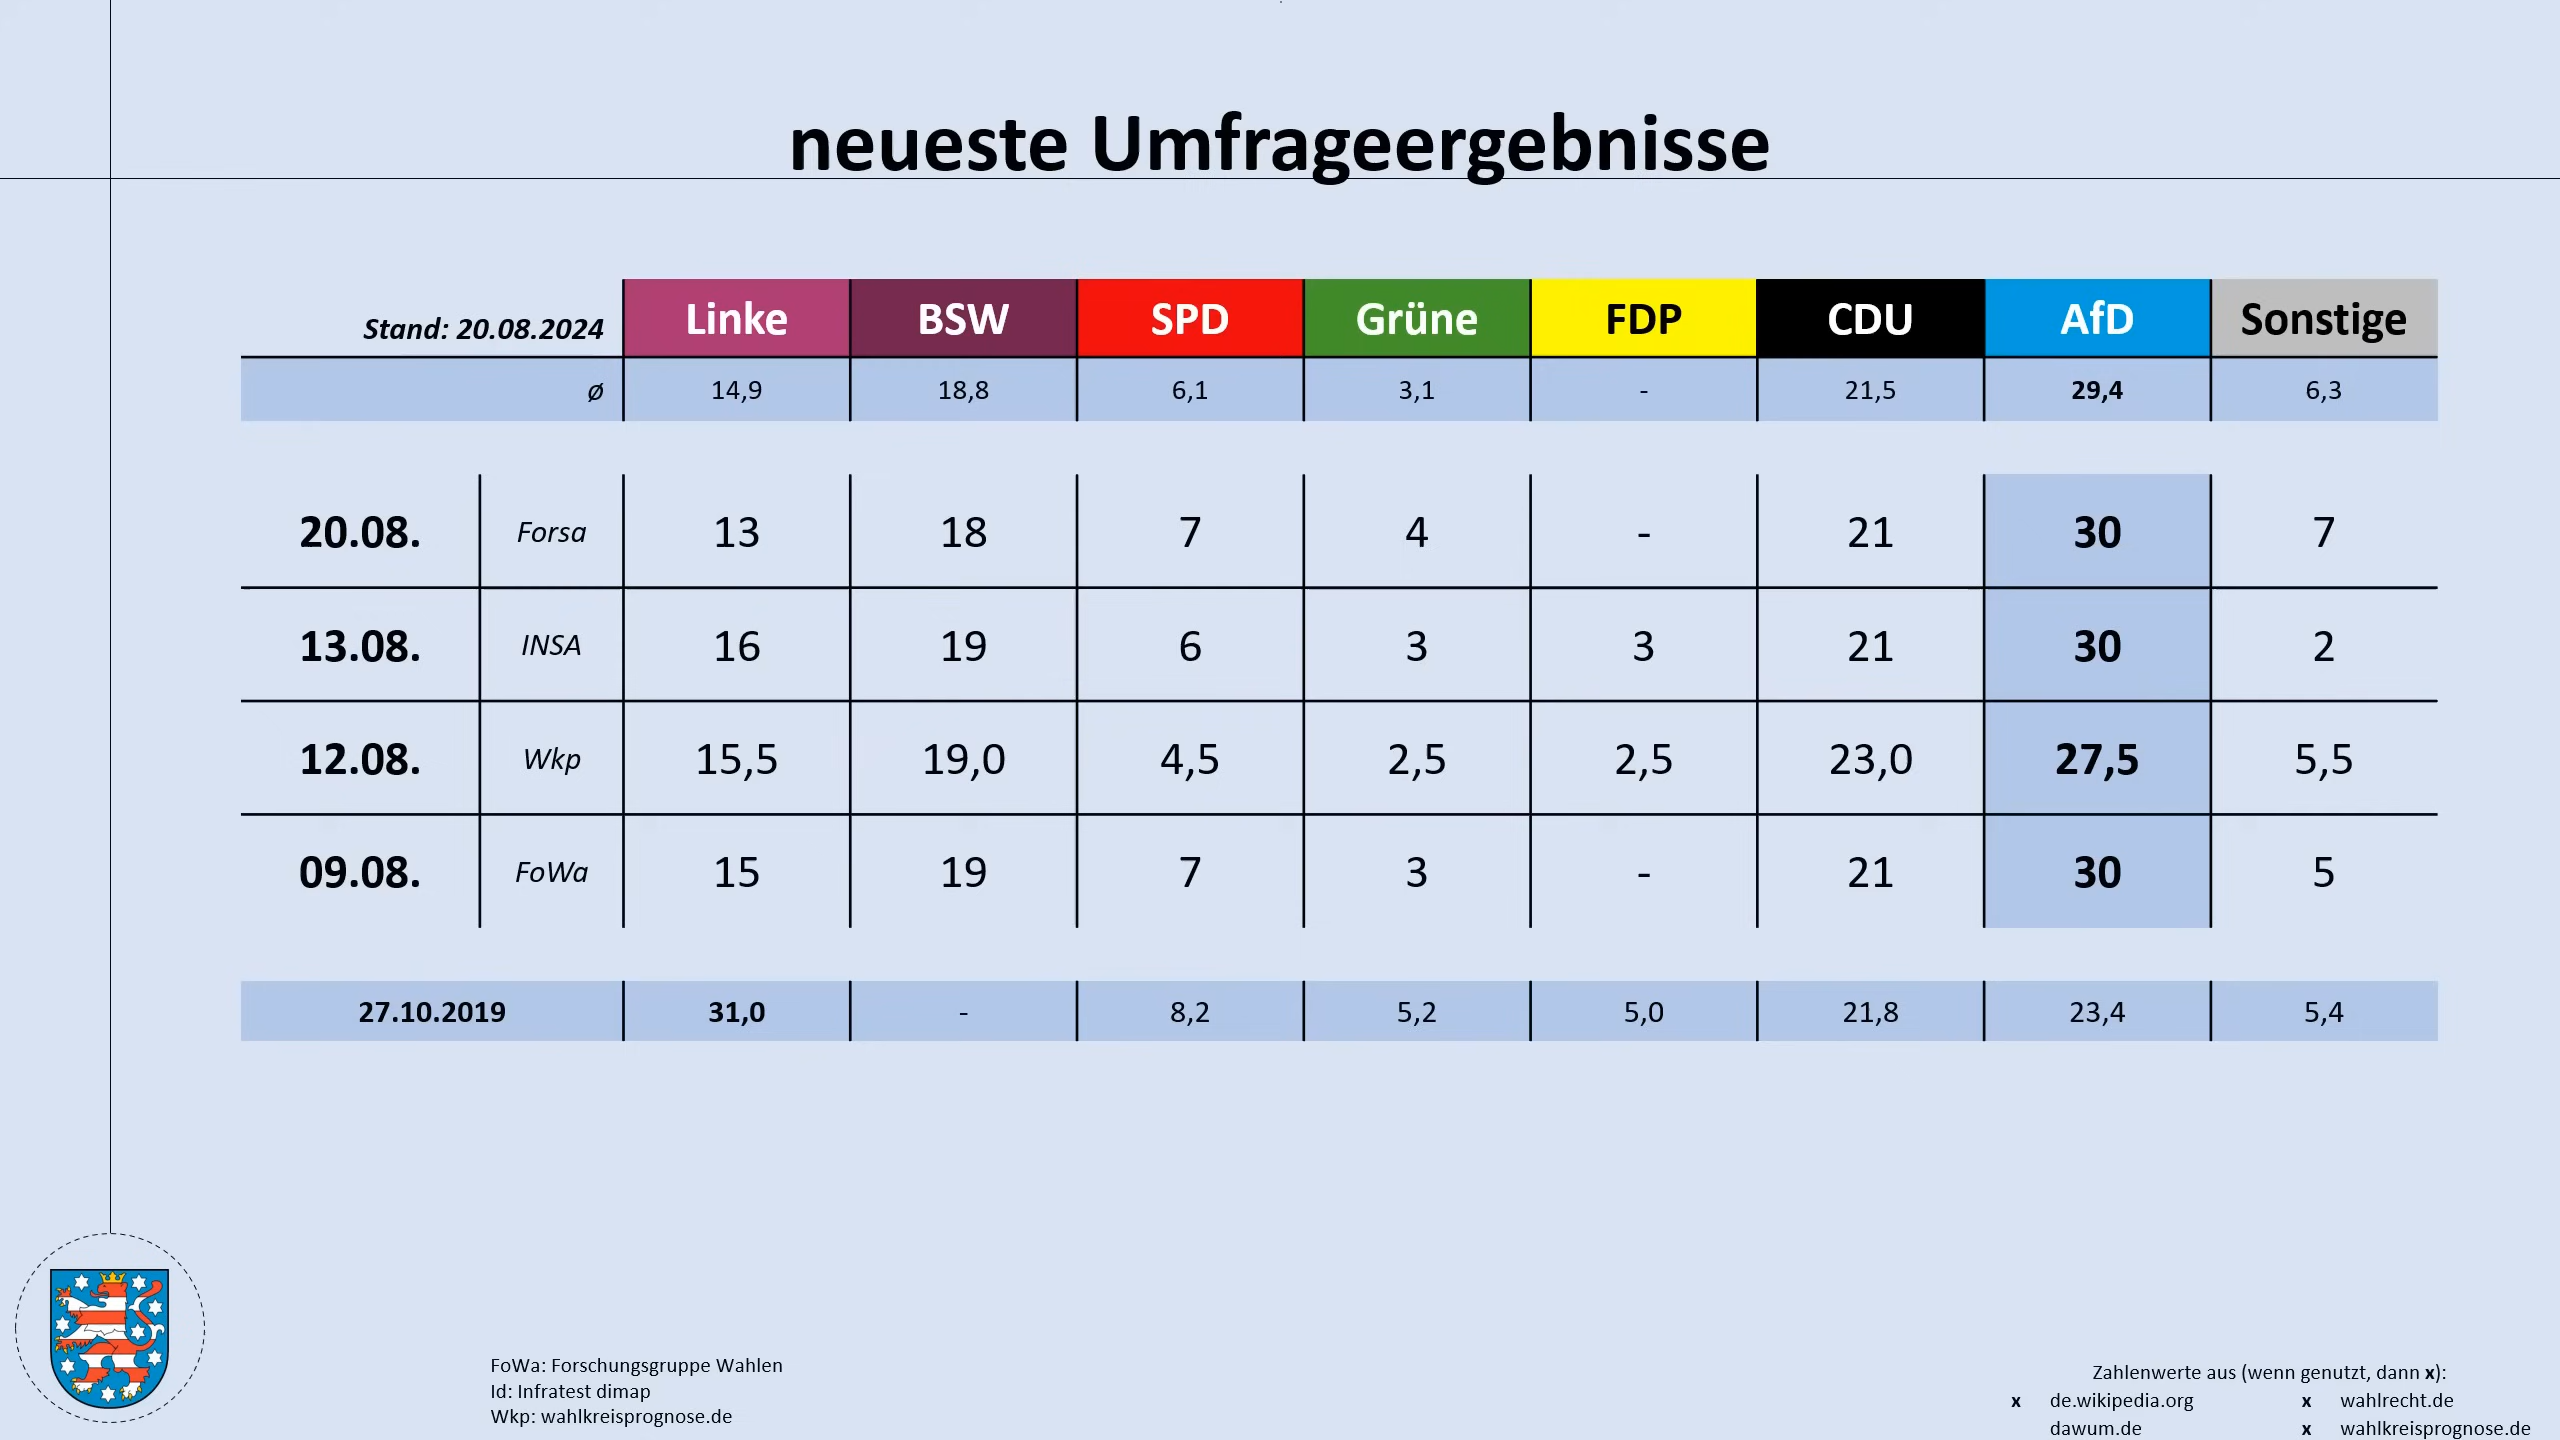 neueste Umfrageergebnisse
Stand: 20.08.2024 Linke BSW SPD Grüne FDP CDU AfD Sonstige
ø 14,9 18,8 6,1 3,1 - 21,5 29,4 6,3
20.08. Forsa 13 18 7 4 - 21 30 7
13.08. INSA 16 19 6 3 3 21 30 2
12.08. Wkp 15,5 19,0 4,5 2,5 2,5 23,0 27,5 5,5
09.08. FoWa 15 19 7 3 - 21 30 5
27.10.2019 31,0 - 8,2 5,2 5,0 21,8 23,4 5,4
FoWa: Forschungsgruppe Wahlen
Id: Infratest dimap
Wkp: wahlkreisprognose.de
Zahlenwerte aus (wenn genutzt, dann x):
x de.wikipedia.org x wahlrecht.de
dawum.de x wahlkreisprognose.de